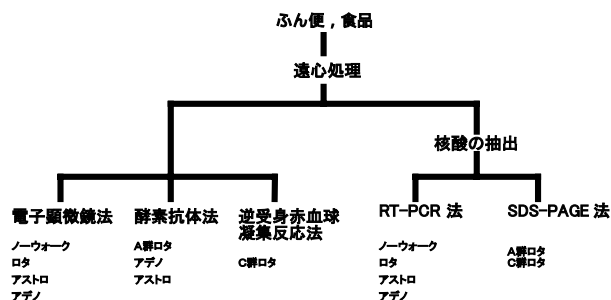 ふん便，食品
遠心処理
核酸の抽出
電子顕微鏡法
ノーウォーク
ロタ
アストロ
アデノ
酵素抗体法
A群ロタ
アデノ
アストロ
逆受身赤血球
凝集反応法
C群ロタ
RT-PCR 法
ノーウォーク
ロタ
アストロ
アデノ
SDS-PAGE 法
A群ロタ
C群ロタ